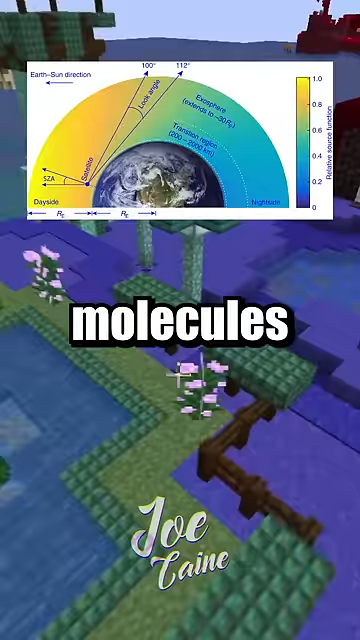 100° 112°
Earth–Sun direction
Look angle
Exosphere
(extends to ~30Rₑ)
Transition region
(200–2000 km)
Satellite
SZA
Dayside
Nightside
Rₑ
Rₑ
1.0
0.8
0.6
0.4
0.2
0
Relative source function
molecules
Joe
Caine